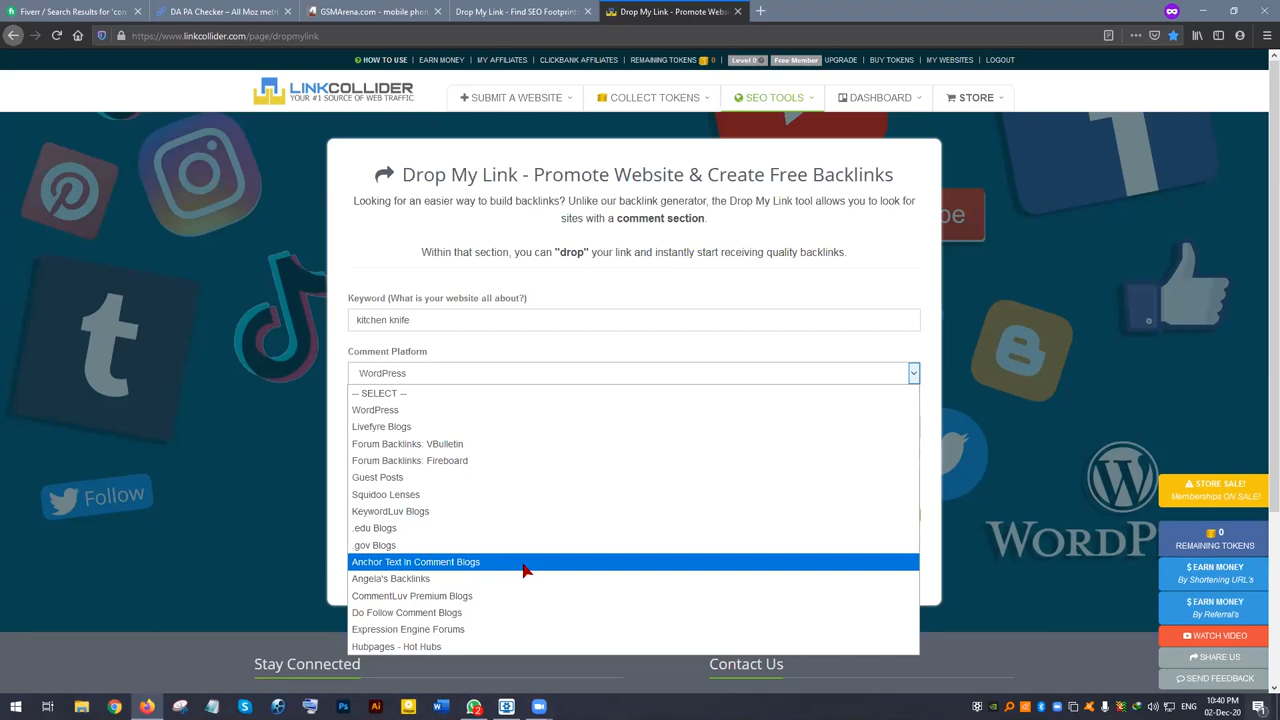 Fiverr / Search Results for 'con
DA PA Checker – All Moz metri
GSMArena.com - mobile phon
Drop My Link – Find SEO Footprint
Drop My Link - Promote Websit
https://www.linkcollider.com/page/dropmylink
HOW TO USE | EARN MONEY | MY AFFILIATES | CLICKBANK AFFILIATES | REMAINING TOKENS 0 | Level 0 Free Member UPGRADE | BUY TOKENS | MY WEBSITES | LOGOUT
LINKCOLLIDER
YOUR #1 SOURCE OF WEB TRAFFIC
SUBMIT A WEBSITE
COLLECT TOKENS
SEO TOOLS
DASHBOARD
STORE
Drop My Link - Promote Website & Create Free Backlinks
Looking for an easier way to build backlinks? Unlike our backlink generator, the Drop My Link tool allows you to look for
sites with a comment section.
Within that section, you can "drop" your link and instantly start receiving quality backlinks.
Keyword (What is your website all about?)
kitchen knife
Comment Platform
WordPress
-- SELECT --
WordPress
Livefyre Blogs
Forum Backlinks: VBulletin
Forum Backlinks: Fireboard
Guest Posts
Squidoo Lenses
KeywordLuv Blogs
.edu Blogs
.gov Blogs
Anchor Text in Comment Blogs
Angela's Backlinks
CommentLuv Premium Blogs
Do Follow Comment Blogs
Expression Engine Forums
Hubpages - Hot Hubs
Follow
be
WordP
STORE SALE!
Memberships ON SALE!
0
REMAINING TOKENS
$ EARN MONEY
By Shortening URL's
$ EARN MONEY
By Referral's
WATCH VIDEO
SHARE US
SEND FEEDBACK
Stay Connected
Contact Us
2
10:40 PM
02-Dec-20
1